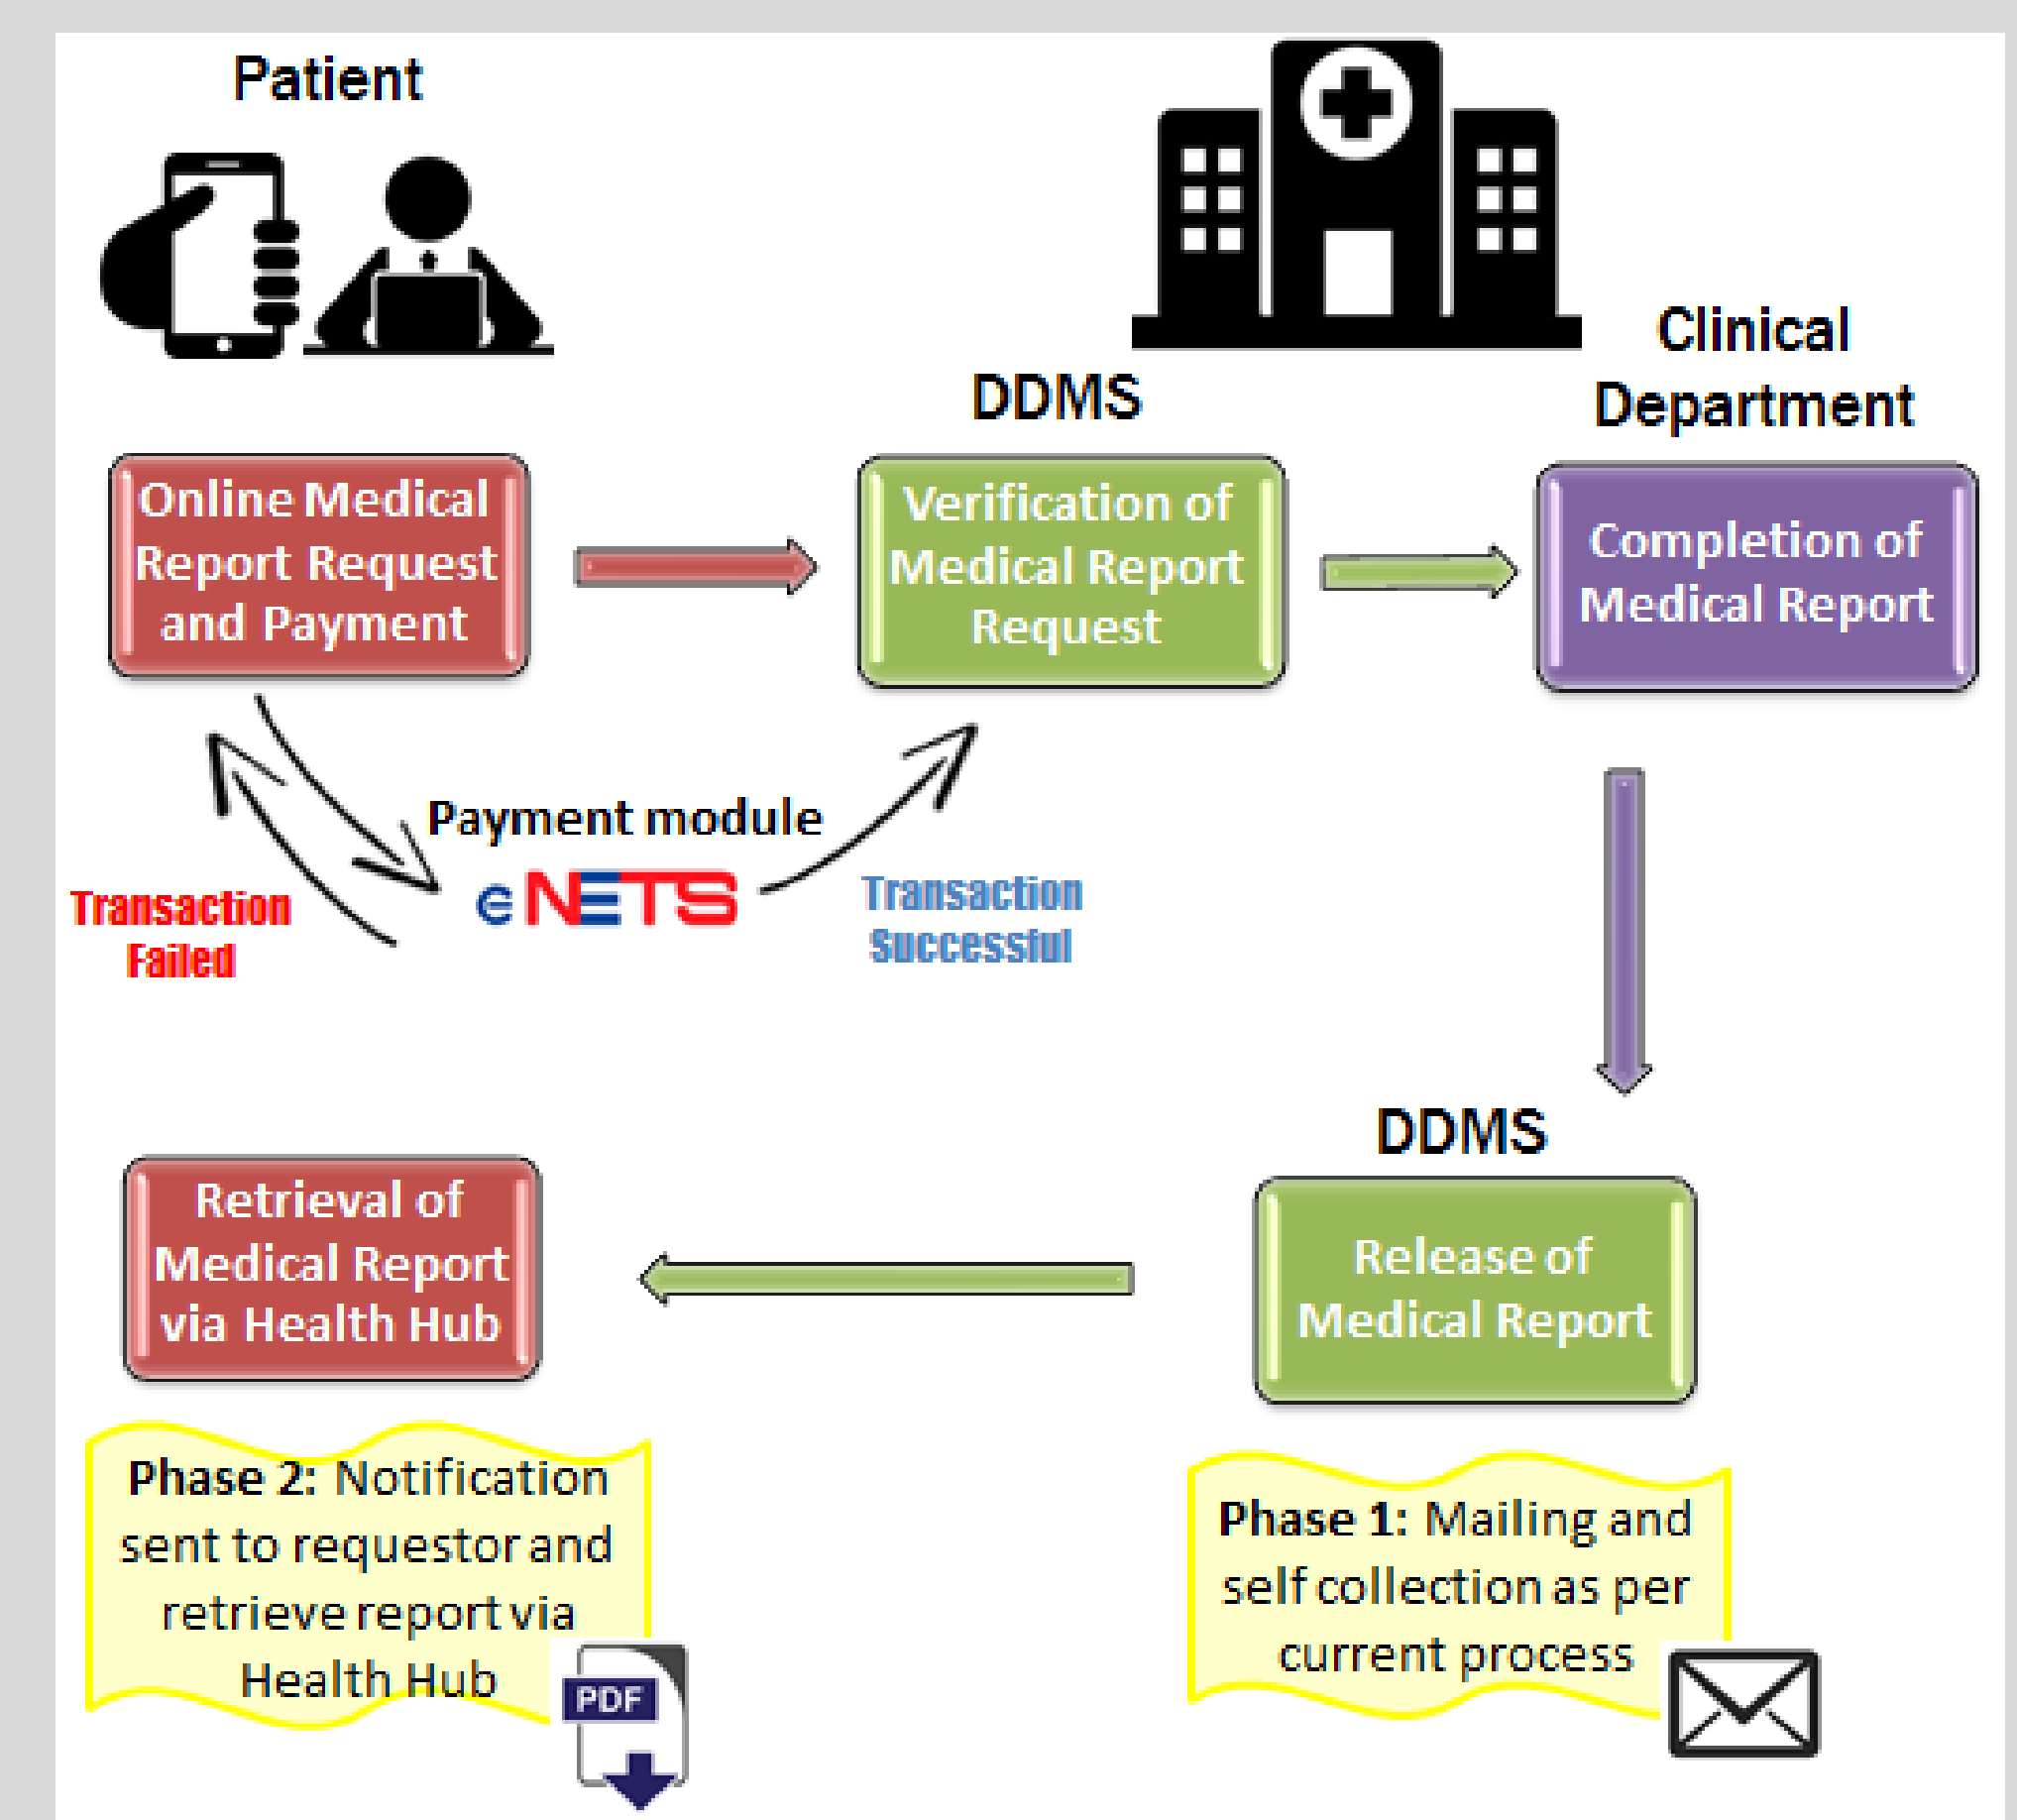 Patient
DDMS
Clinical
Department
Online Medical
Report Request
and Payment
Verification of
Medical Report
Request
Completion of
Medical Report
Payment module
eNETS
Transaction
Failed
Transaction
Successful
DDMS
Retrieval of
Medical Report
via Health Hub
Release of
Medical Report
Phase 2: Notification
sent to requestor and
retrieve report via
Health Hub
PDF
Phase 1: Mailing and
self collection as per
current process